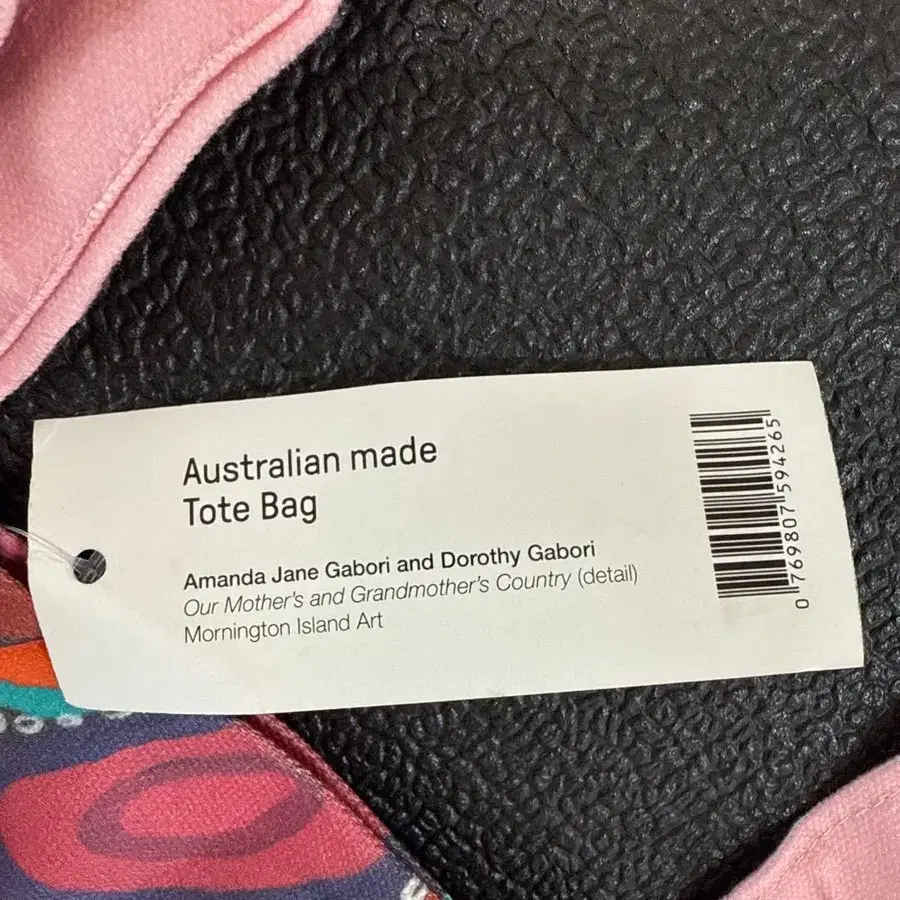 Australian made
Tote Bag
Amanda Jane Gabori and Dorothy Gabori
Our Mother's and Grandmother's Country (detail)
Mornington Island Art
0 769807 594265